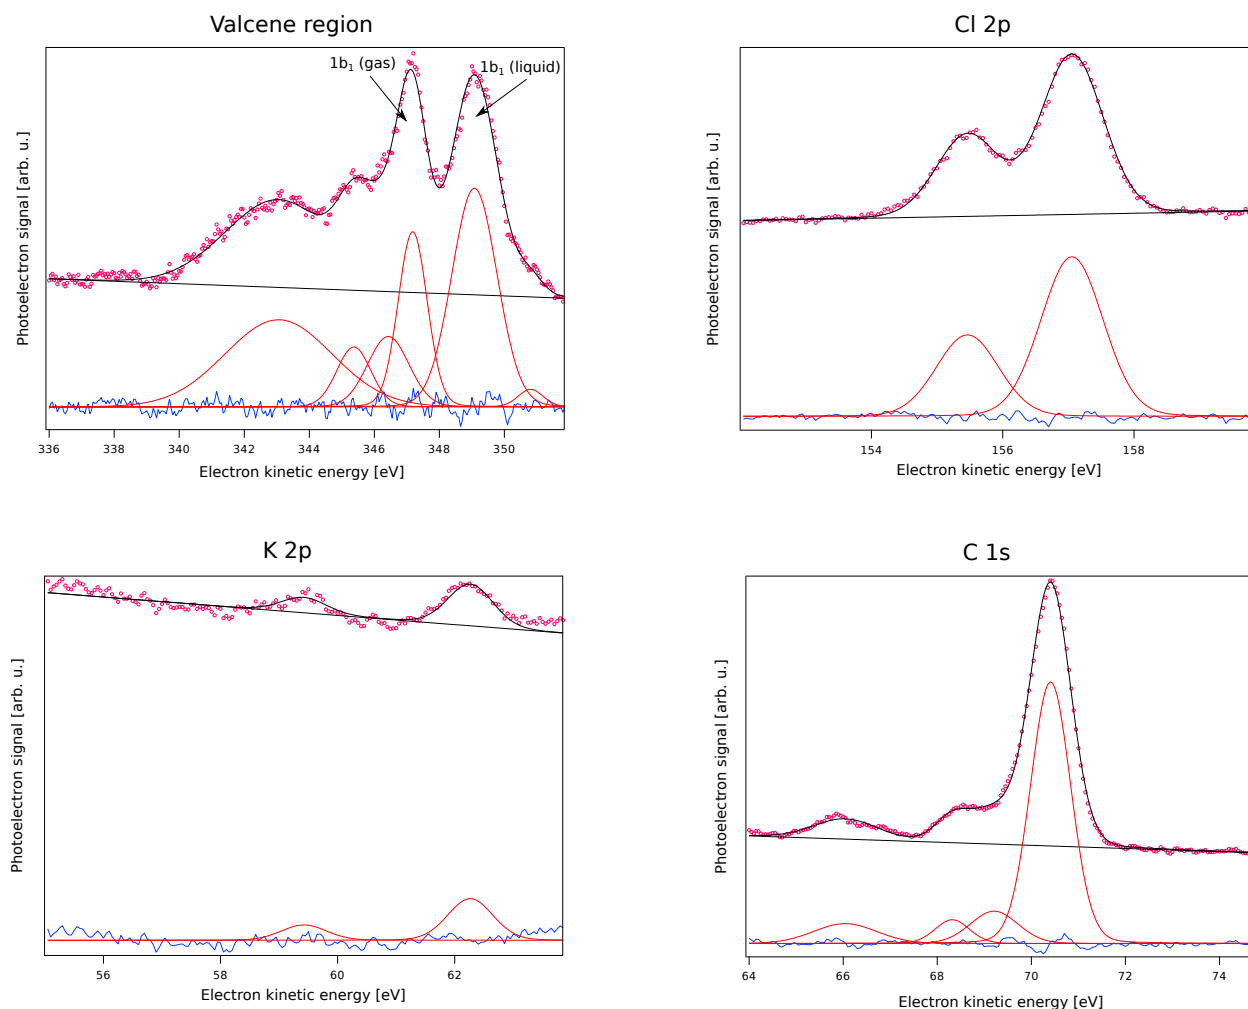 Valcene region
Cl 2p
1b₁ (gas)
1b₁ (liquid)
Photoelectron signal [arb. u.]
Photoelectron signal [arb. u.]
336 338 340 342 344 346 348 350
154 156 158
Electron kinetic energy [eV]
Electron kinetic energy [eV]
K 2p
C 1s
Photoelectron signal [arb. u.]
Photoelectron signal [arb. u.]
56 58 60 62
64 66 68 70 72 74
Electron kinetic energy [eV]
Electron kinetic energy [eV]